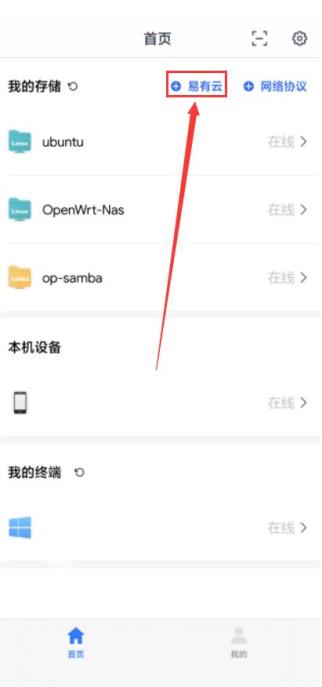 首页
我的存储 易有云 网络协议
Linux ubuntu 在线
Linux OpenWrt-Nas 在线
op-samba 在线
本机设备
在线
我的终端
在线
首页 我的